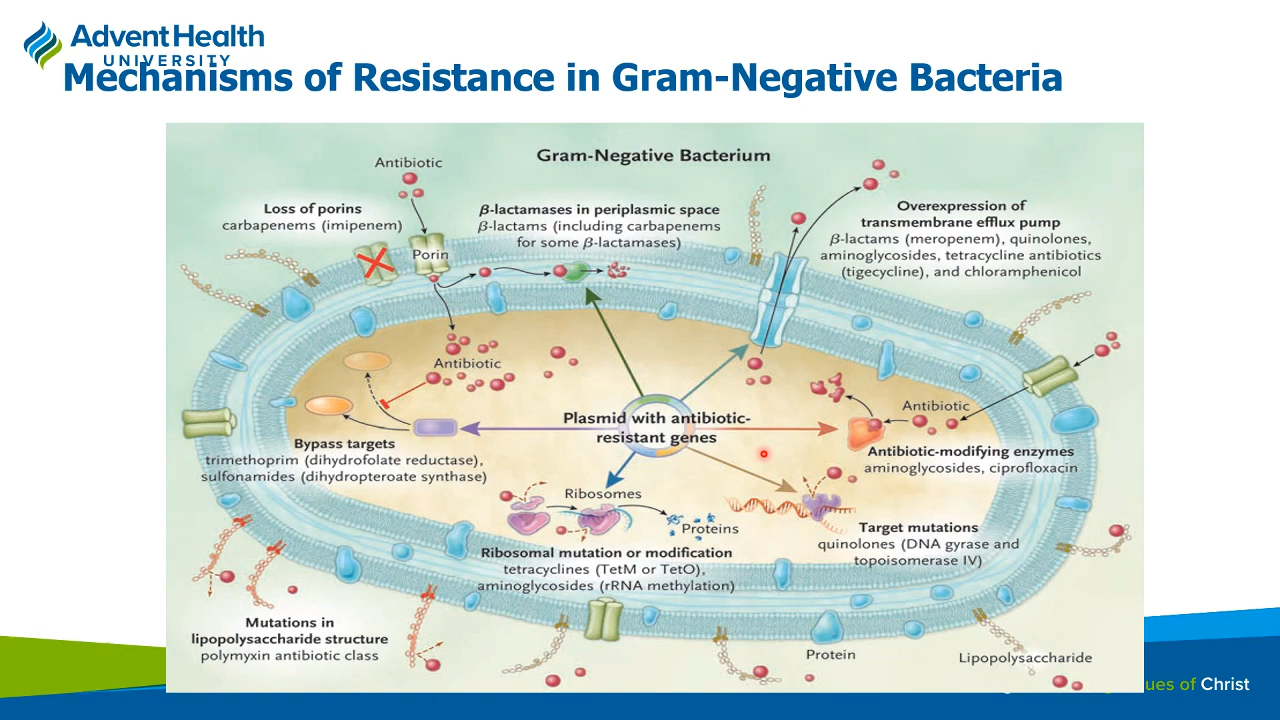 AdventHealth
UNIVERSITY
Mechanisms of Resistance in Gram-Negative Bacteria
Gram-Negative Bacterium
Antibiotic
Loss of porins
carbapenems (imipenem)
Porin
β-lactamases in periplasmic space
β-lactams (including carbapenems
for some β-lactamases)
Overexpression of
transmembrane efflux pump
β-lactams (meropenem), quinolones,
aminoglycosides, tetracycline antibiotics
(tigecycline), and chloramphenicol
Antibiotic
Plasmid with antibiotic-
resistant genes
Antibiotic
Bypass targets
trimethoprim (dihydrofolate reductase),
sulfonamides (dihydropteroate synthase)
Antibiotic-modifying enzymes
aminoglycosides, ciprofloxacin
Ribosomes
Proteins
Ribosomal mutation or modification
tetracyclines (TetM or TetO),
aminoglycosides (rRNA methylation)
Target mutations
quinolones (DNA gyrase and
topoisomerase IV)
Mutations in
lipopolysaccharide structure
polymyxin antibiotic class
Protein
Lipopolysaccharide
ues of Christ